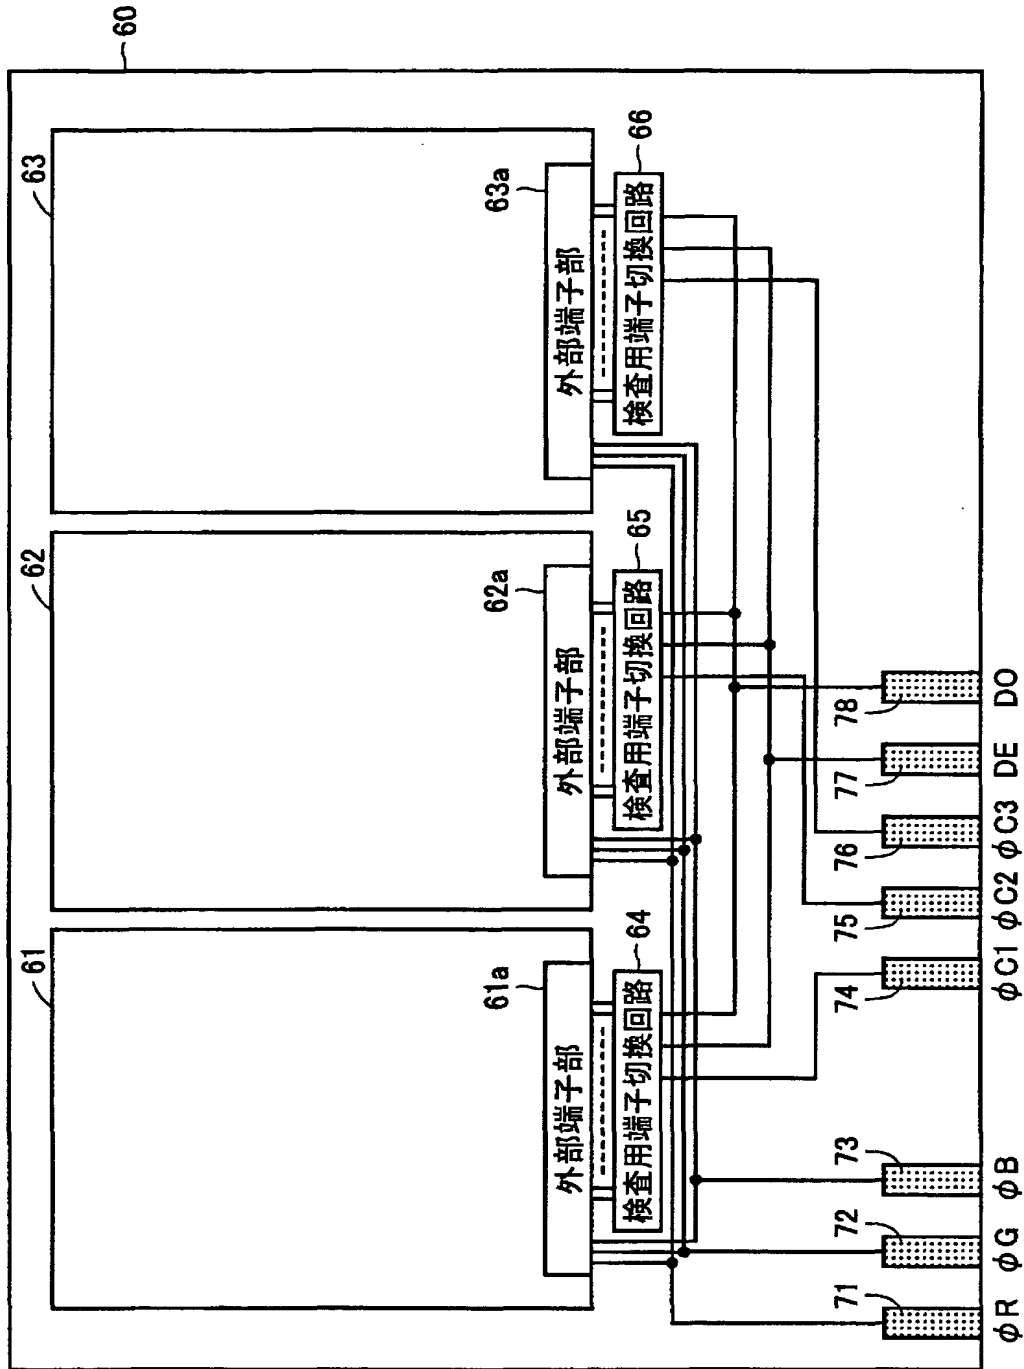 60
61
62
63
61a
62a
63a
外部端子部
外部端子部
外部端子部
64
65
66
検査用端子切換回路
検査用端子切換回路
検査用端子切換回路
71
72
73
74
75
76
77
78
φR
φG
φB
φC1
φC2
φC3
DE
DO